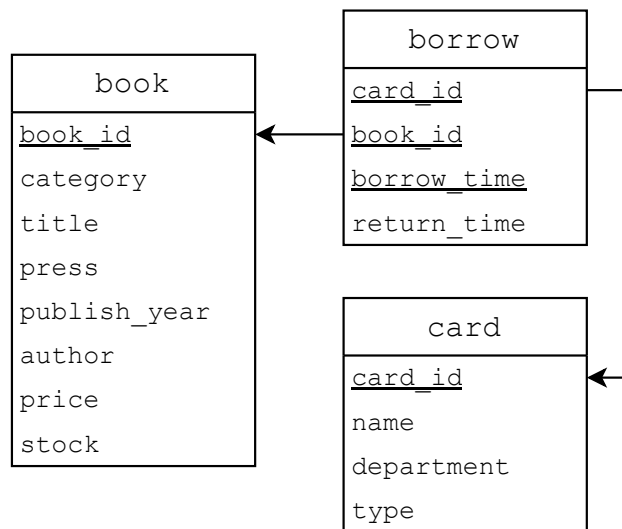 book
book_id
category
title
press
publish_year
author
price
stock
borrow
card_id
book_id
borrow_time
return_time
card
card_id
name
department
type